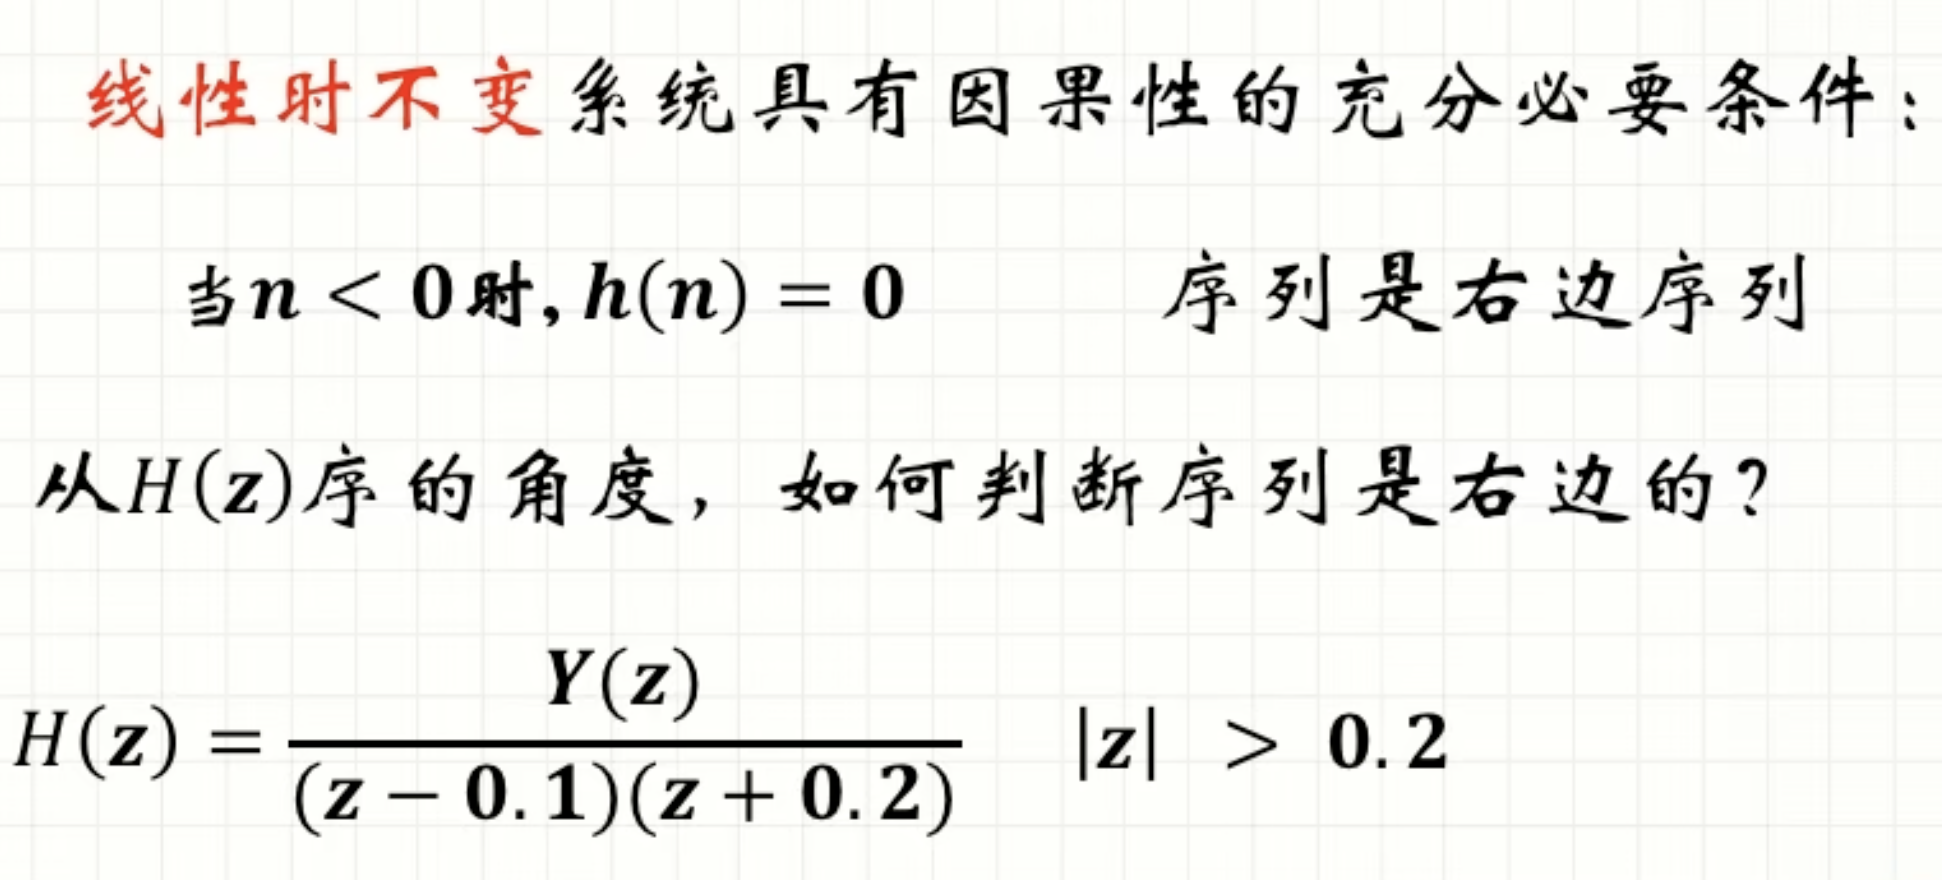 线性时不变系统具有因果性的充分必要条件：
当n < 0时, h(n) = 0 序列是右边序列
从H(z)序的角度，如何判断序列是右边的？
H(z) = Y(z) / (z − 0.1)(z + 0.2) |z| > 0.2